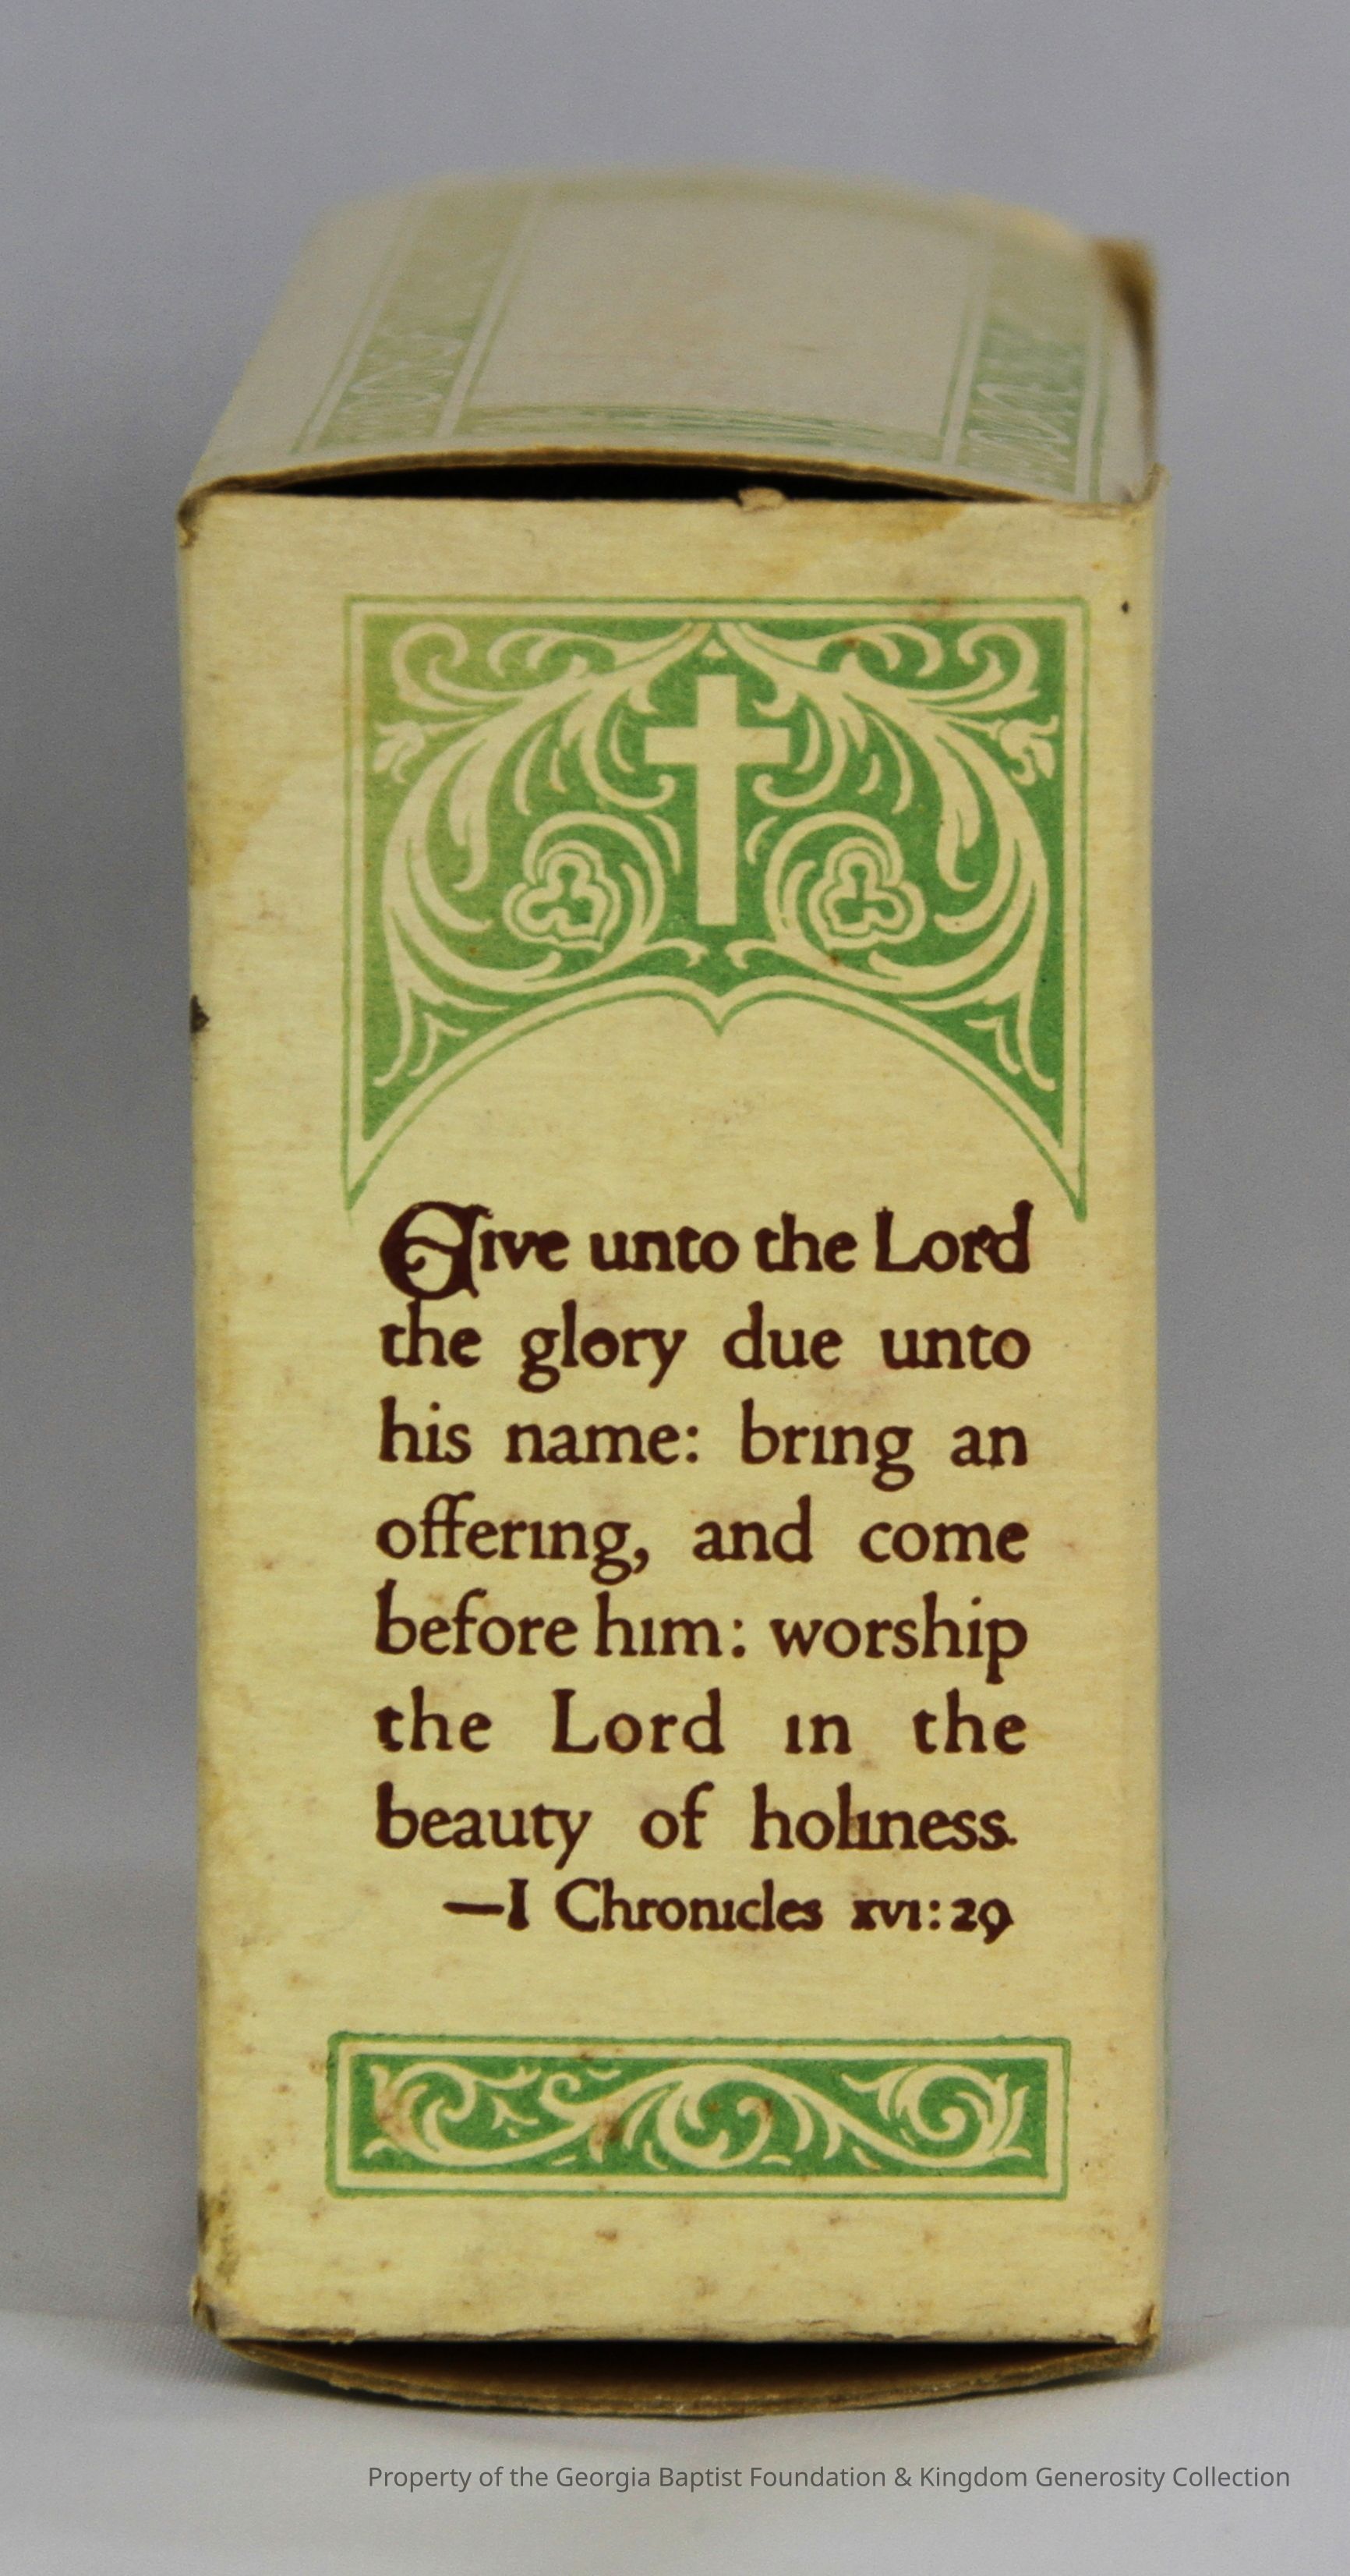 Give unto the Lord
the glory due unto
his name: bring an
offering, and come
before him: worship
the Lord in the
beauty of holiness.
—I Chronicles xvi:29
Property of the Georgia Baptist Foundation & Kingdom Generosity Collection